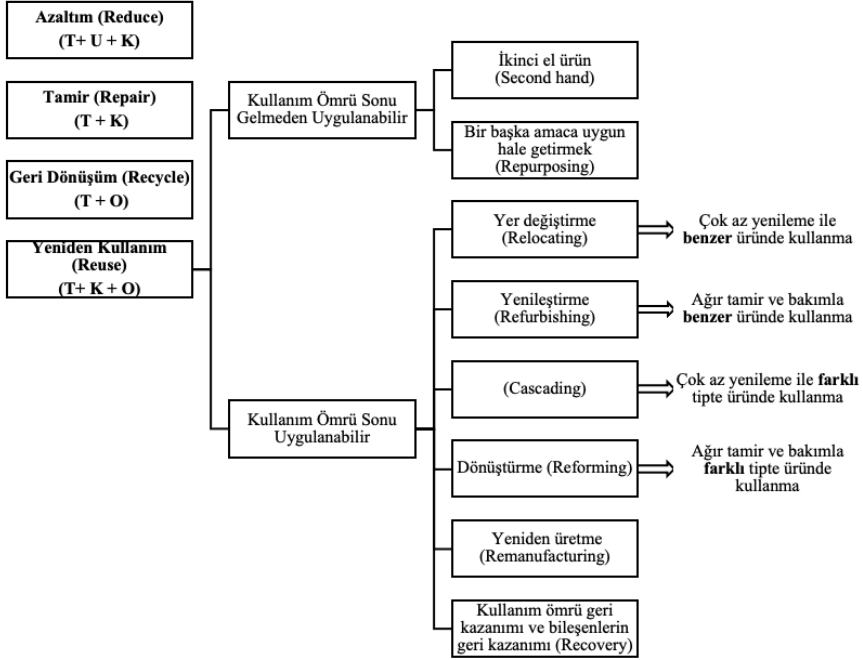 Azaltım (Reduce)
(T+ U + K)
Tamir (Repair)
(T + K)
Geri Dönüşüm (Recycle)
(T + O)
Yeniden Kullanım
(Reuse)
(T+ K + O)
Kullanım Ömrü Sonu
Gelmeden Uygulanabilir
İkinci el ürün
(Second hand)
Bir başka amaca uygun
hale getirmek
(Repurposing)
Kullanım Ömrü Sonu
Uygulanabilir
Yer değiştirme
(Relocating)
Çok az yenileme ile
benzer üründe kullanma
Yenileştirme
(Refurbishing)
Ağır tamir ve bakımla
benzer üründe kullanma
(Cascading)
Çok az yenileme ile farklı
tipte üründe kullanma
Dönüştürme (Reforming)
Ağır tamir ve bakımla
farklı tipte üründe
kullanma
Yeniden üretme
(Remanufacturing)
Kullanım ömrü geri
kazanımı ve bileşenlerin
geri kazanımı (Recovery)